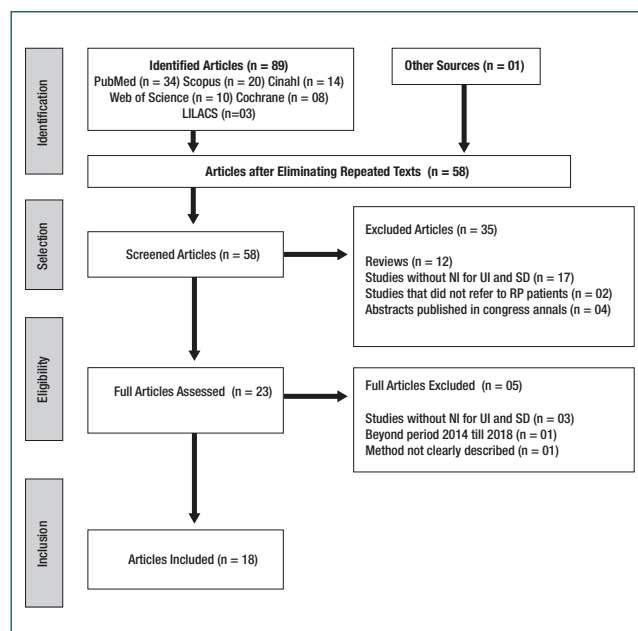 Identification
Identified Articles (n = 89)
PubMed (n = 34) Scopus (n = 20) Cinahl (n = 14)
Web of Science (n = 10) Cochrane (n = 08)
LILACS (n=03)
Other Sources (n = 01)
Articles after Eliminating Repeated Texts (n = 58)
Selection
Screened Articles (n = 58)
Excluded Articles (n = 35)
Reviews (n = 12)
Studies without NI for UI and SD (n = 17)
Studies that did not refer to RP patients (n = 02)
Abstracts published in congress annals (n = 04)
Eligibility
Full Articles Assessed (n = 23)
Full Articles Excluded (n = 05)
Studies without NI for UI and SD (n = 03)
Beyond period 2014 till 2018 (n = 01)
Method not clearly described (n = 01)
Inclusion
Articles Included (n = 18)